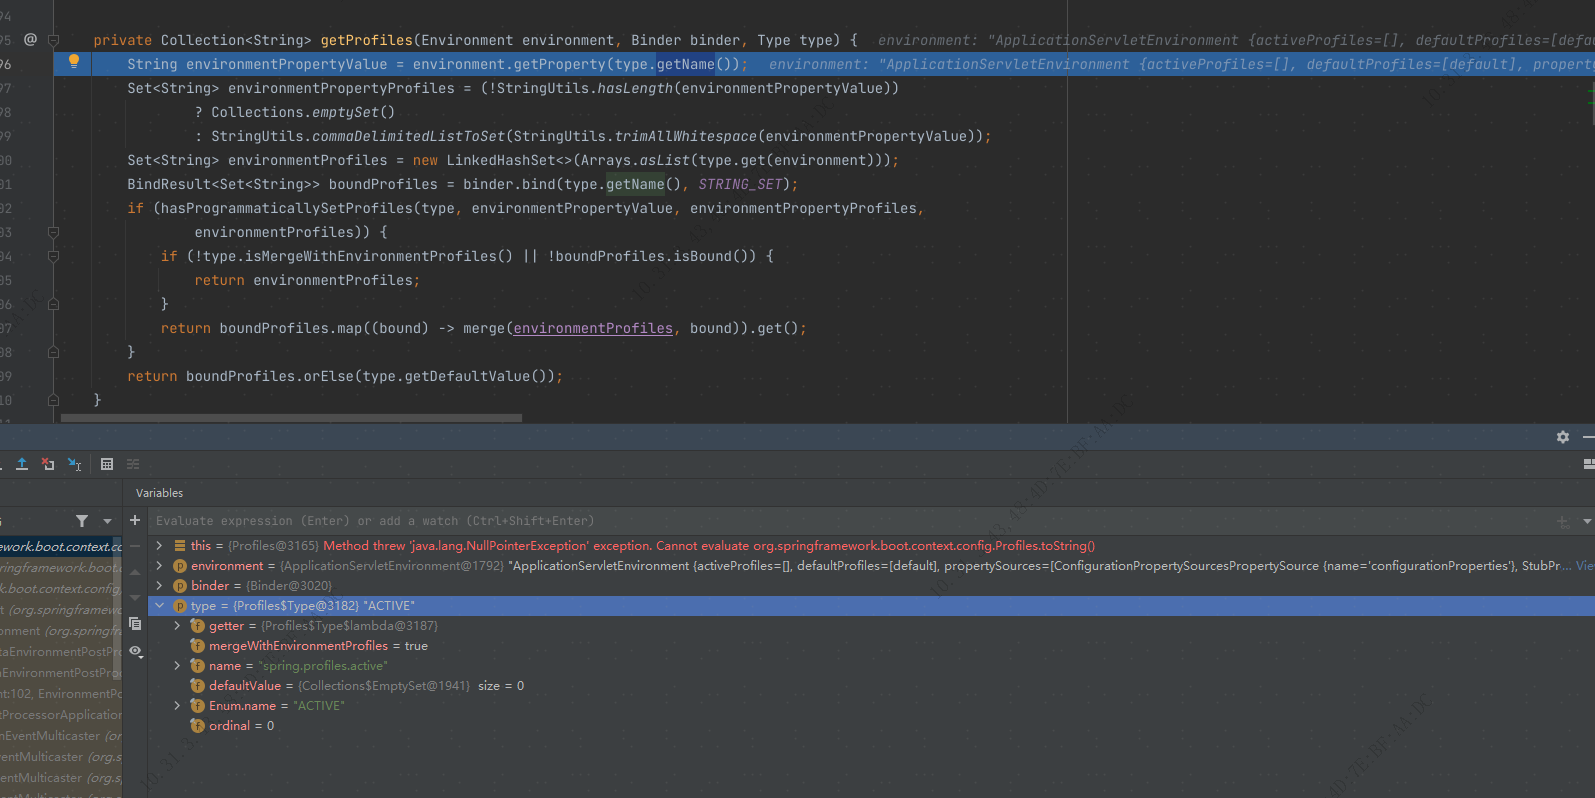 94
95 @ private Collection<String> getProfiles(Environment environment, Binder binder, Type type) { environment: "ApplicationServletEnvironment {activeProfiles=[], defaultProfiles=[defau
96 String environmentPropertyValue = environment.getProperty(type.getName()); environment: "ApplicationServletEnvironment {activeProfiles=[], defaultProfiles=[default], property
97 Set<String> environmentPropertyProfiles = (!StringUtils.hasLength(environmentPropertyValue))
98 ? Collections.emptySet()
99 : StringUtils.commaDelimitedListToSet(StringUtils.trimAllWhitespace(environmentPropertyValue));
00 Set<String> environmentProfiles = new LinkedHashSet<>(Arrays.asList(type.get(environment)));
01 BindResult<Set<String>> boundProfiles = binder.bind(type.getName(), STRING_SET);
02 if (hasProgrammaticallySetProfiles(type, environmentPropertyValue, environmentPropertyProfiles,
03 environmentProfiles)) {
04 if (!type.isMergeWithEnvironmentProfiles() || !boundProfiles.isBound()) {
05 return environmentProfiles;
06 }
07 return boundProfiles.map((bound) -> merge(environmentProfiles, bound)).get();
08 }
09 return boundProfiles.orElse(type.getDefaultValue());
10 }
Variables
Evaluate expression (Enter) or add a watch (Ctrl+Shift+Enter)
ework.boot.context.co
this = {Profiles@3165} Method threw 'java.lang.NullPointerException' exception. Cannot evaluate org.springframework.boot.context.config.Profiles.toString()
pringframework.boot.c
environment = {ApplicationServletEnvironment@1792} "ApplicationServletEnvironment {activeProfiles=[], defaultProfiles=[default], propertySources=[ConfigurationPropertySourcesPropertySource {name='configurationProperties'}, StubPr... View
k.boot.context.config
binder = {Binder@3020}
t (org.springframewo
type = {Profiles$Type@3182} "ACTIVE"
onment (org.springfra
getter = {Profiles$Type$lambda@3187}
taEnvironmentPostProc
mergeWithEnvironmentProfiles = true
nEnvironmentPostProc
name = "spring.profiles.active"
nt:102, EnvironmentPo
defaultValue = {Collections$EmptySet@1941} size = 0
tProcessorApplication
Enum.name = "ACTIVE"
nEventMulticaster (or
ordinal = 0
ventMulticaster (org.s
entMulticaster (org.sp